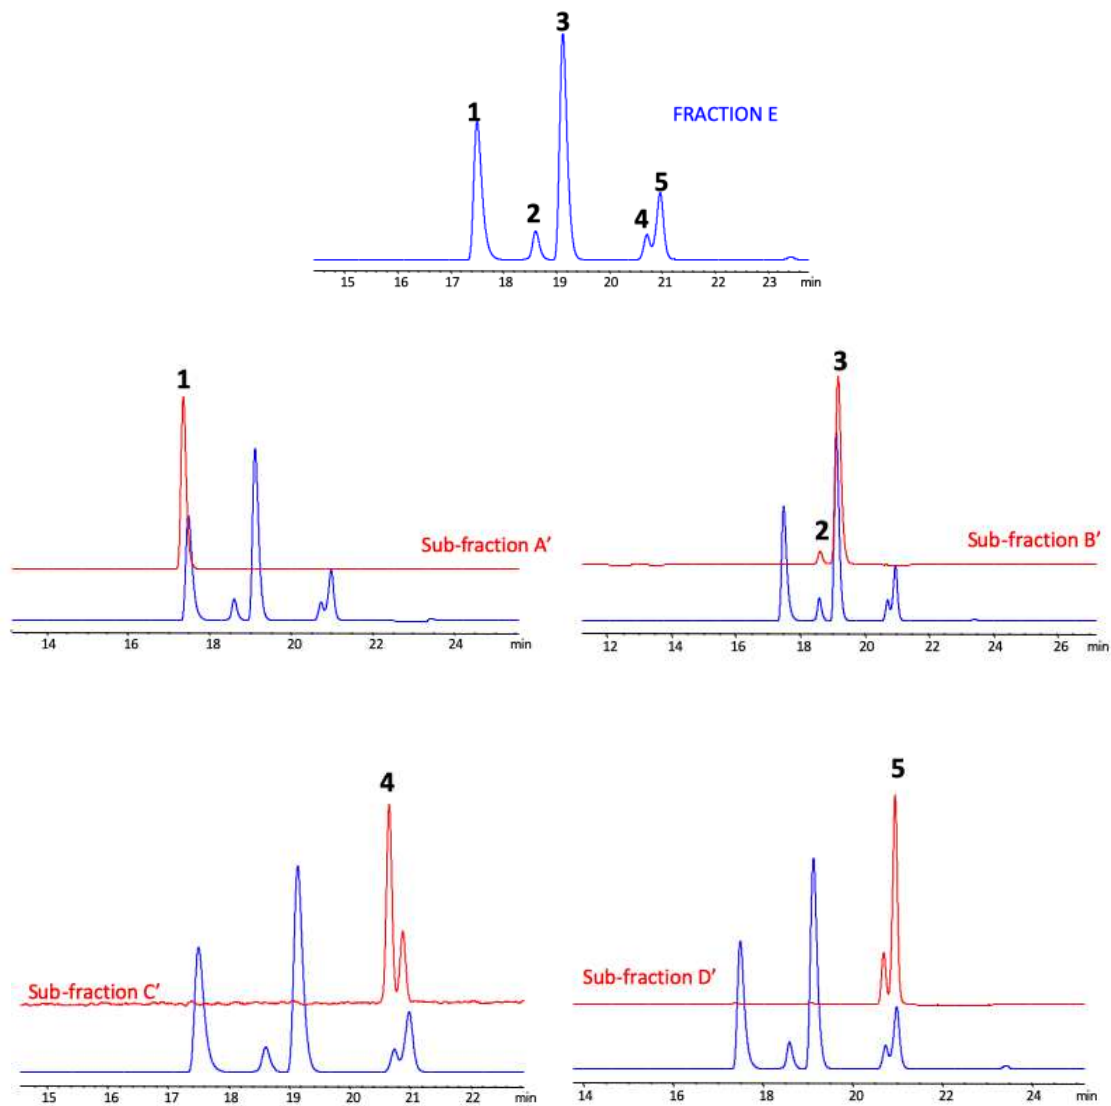 3
1
FRACTION E
5
2
4
15 16 17 18 19 20 21 22 23 min
1
Sub-fraction A′
14 16 18 20 22 24 min
3
2
Sub-fraction B′
12 14 16 18 20 22 24 26 min
4
Sub-fraction C′
15 16 17 18 19 20 21 22 min
5
Sub-fraction D′
14 16 18 20 22 24 min